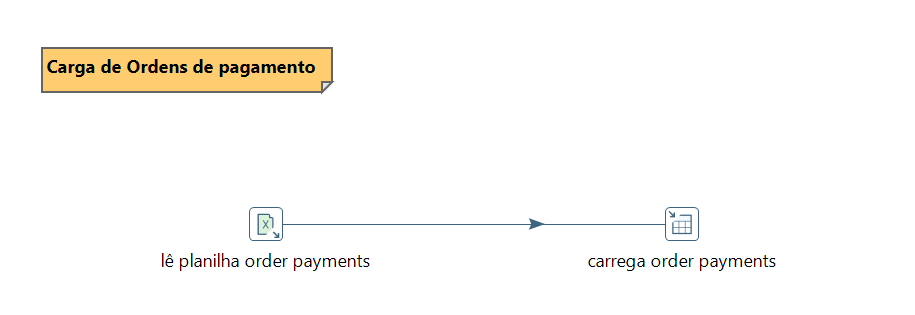 Carga de Ordens de pagamento
lê planilha order payments
carrega order payments